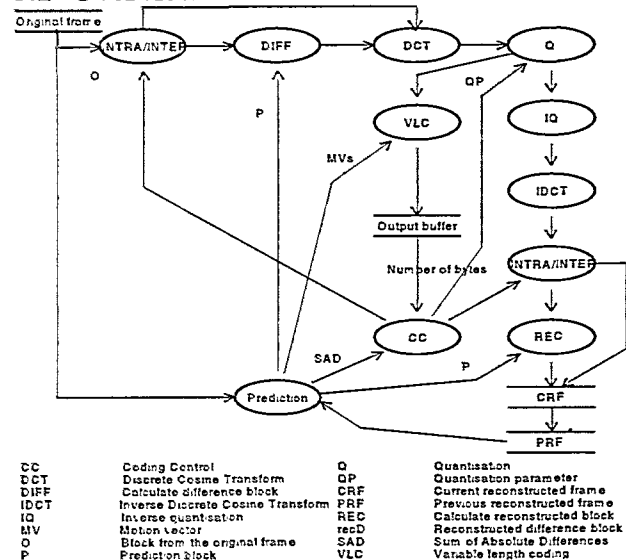 Original frame
INTRA/INTER
DIFF
DCT
Q
O
QP
P
VLC
IQ
MVs
IDCT
Output buffer
Number of bytes
INTRA/INTER
CC
REC
SAD
P
Prediction
CRF
PRF
CC Coding Control Q Quantisation
DCT Discrete Cosine Transform QP Quantisation parameter
DIFF Calculate difference block CRF Current reconstructed frame
IDCT Inverse Discrete Cosine Transform PRF Previous reconstructed frame
IQ Inverse quantisation REC Calculate reconstructed block
MV Motion vector recD Reconstructed difference block
O Block from the original frame SAD Sum of Absolute Differences
P Prediction block VLC Variable length coding